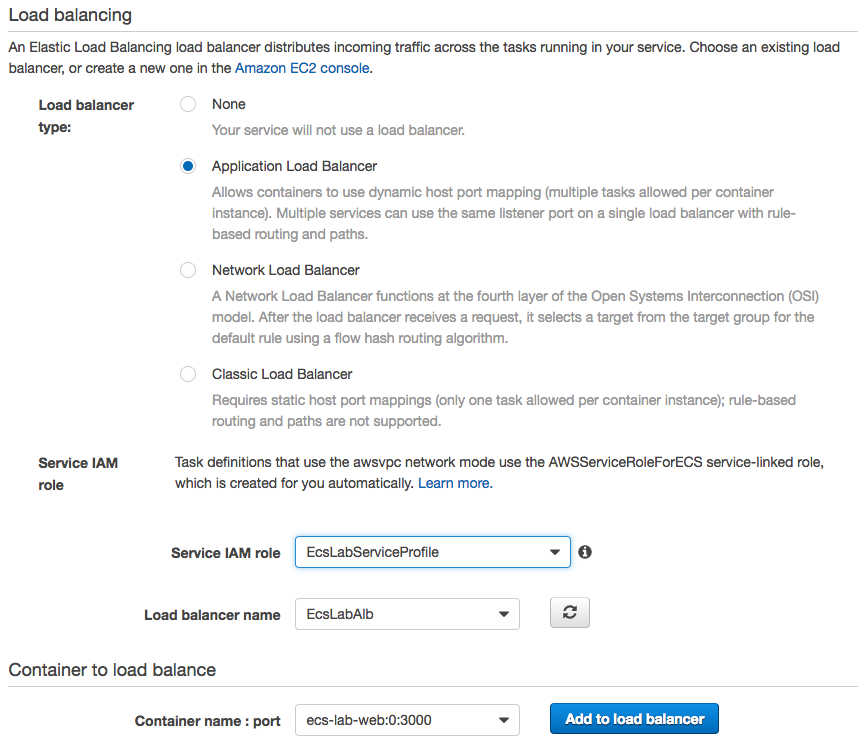 Load balancing
An Elastic Load Balancing load balancer distributes incoming traffic across the tasks running in your service. Choose an existing load
balancer, or create a new one in the Amazon EC2 console.
Load balancer
type:
None
Your service will not use a load balancer.
Application Load Balancer
Allows containers to use dynamic host port mapping (multiple tasks allowed per container
instance). Multiple services can use the same listener port on a single load balancer with rule-
based routing and paths.
Network Load Balancer
A Network Load Balancer functions at the fourth layer of the Open Systems Interconnection (OSI)
model. After the load balancer receives a request, it selects a target from the target group for the
default rule using a flow hash routing algorithm.
Classic Load Balancer
Requires static host port mappings (only one task allowed per container instance); rule-based
routing and paths are not supported.
Service IAM
role
Task definitions that use the awsvpc network mode use the AWSServiceRoleForECS service-linked role,
which is created for you automatically. Learn more.
Service IAM role EcsLabServiceProfile
Load balancer name EcsLabAlb
Container to load balance
Container name : port ecs-lab-web:0:3000 Add to load balancer